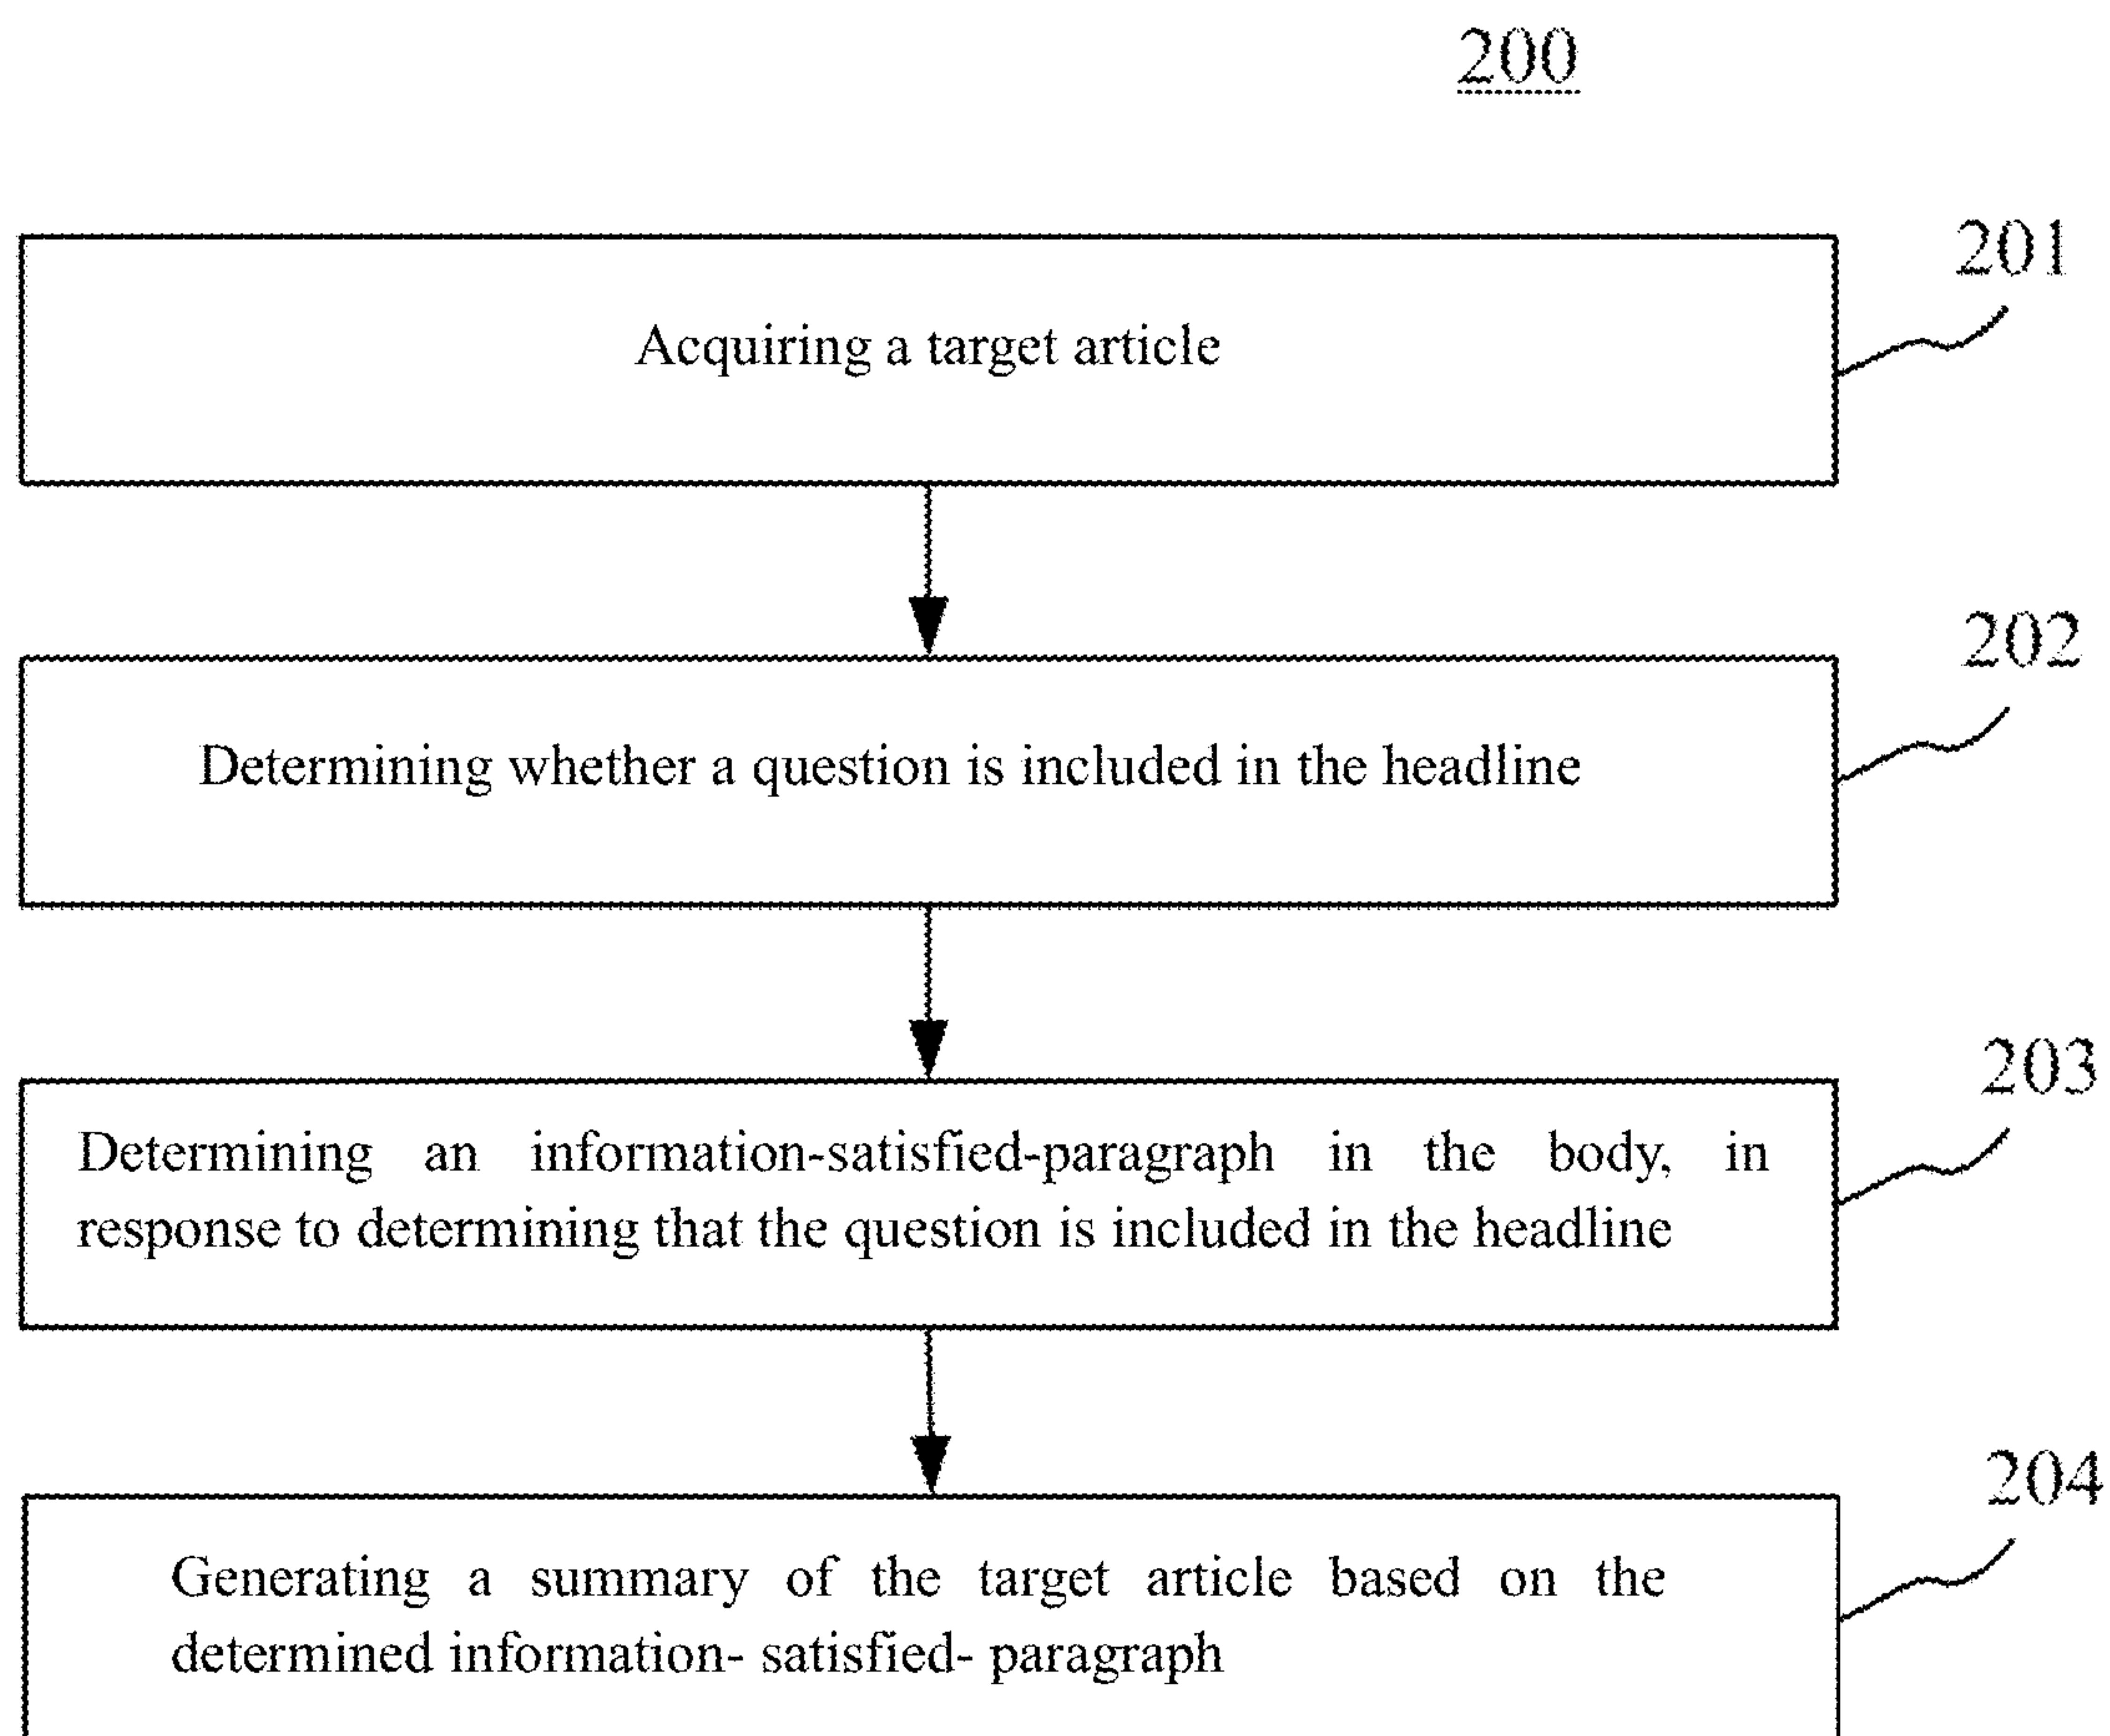 200
201
Acquiring a target article
202
Determining whether a question is included in the headline
203
Determining an information-satisfied-paragraph in the body, in
response to determining that the question is included in the headline
204
Generating a summary of the target article based on the
determined information- satisfied- paragraph